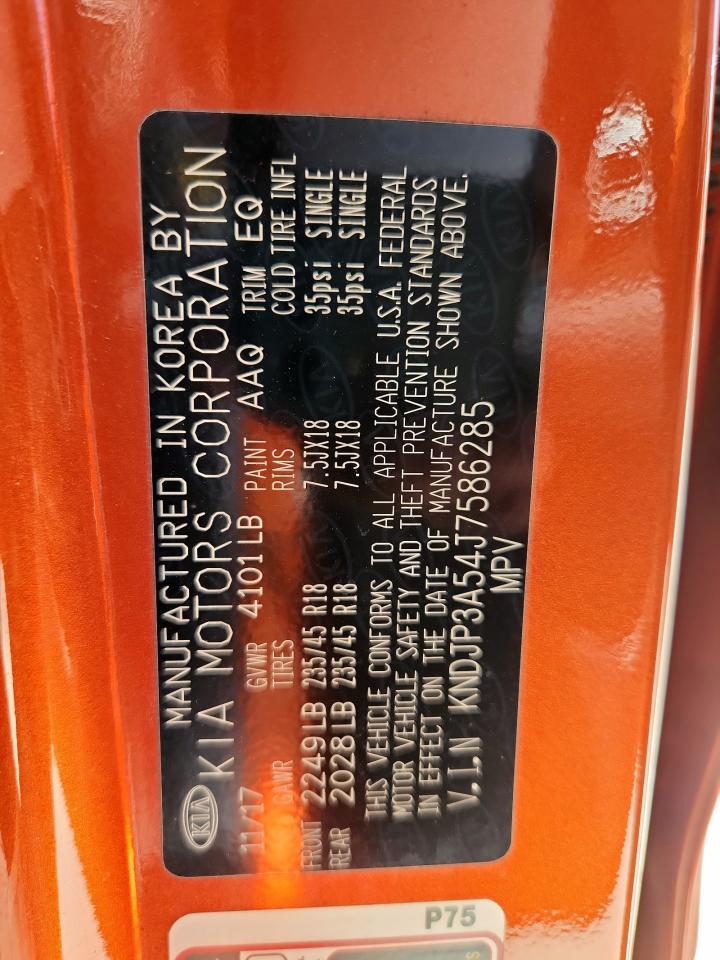 MANUFACTURED IN KOREA BY
KIA KIA MOTORS CORPORATION
11/17 GVWR 4101LB PAINT AAQ TRIM EQ
GAWR TIRES RIMS COLD TIRE INFL
FRONT 2249LB 235/45 R18 7.5JX18 35psi SINGLE
REAR 2028LB 235/45 R18 7.5JX18 35psi SINGLE
THIS VEHICLE CONFORMS TO ALL APPLICABLE U.S.A. FEDERAL
MOTOR VEHICLE SAFETY AND THEFT PREVENTION STANDARDS
IN EFFECT ON THE DATE OF MANUFACTURE SHOWN ABOVE.
V.I.N KNDJP3A54J7586285
MPV
P75